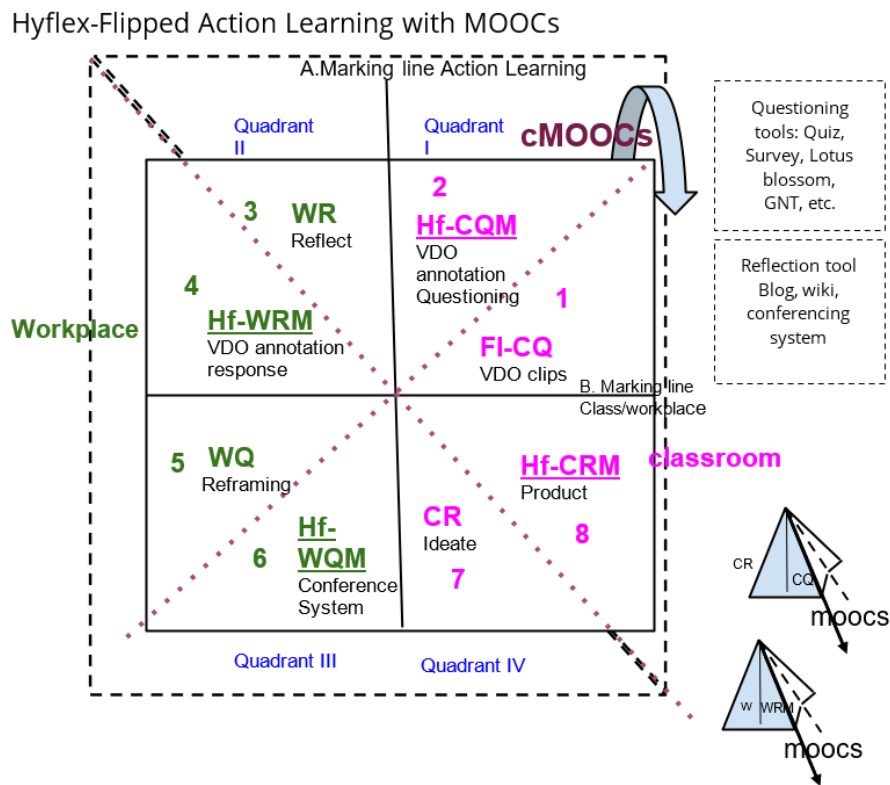 Hyflex-Flipped Action Learning with MOOCs
A.Marking line Action Learning
Quadrant
II
Quadrant
I
cMOOCs
Questioning
tools: Quiz,
Survey, Lotus
blossom,
GNT, etc.
Reflection tool
Blog, wiki,
conferencing
system
2
Hf-CQM
VDO
annotation
Questioning
3
WR
Reflect
1
4
Workplace
Hf-WRM
VDO annotation
response
FI-CQ
VDO clips
B. Marking line
Class/workplace
5
WQ
Reframing
Hf-CRM
Product
classroom
6
Hf-
WQM
Conference
System
CR
Ideate
7
8
Quadrant III
Quadrant IV
CR
CQ
moocs
W
WRM
moocs